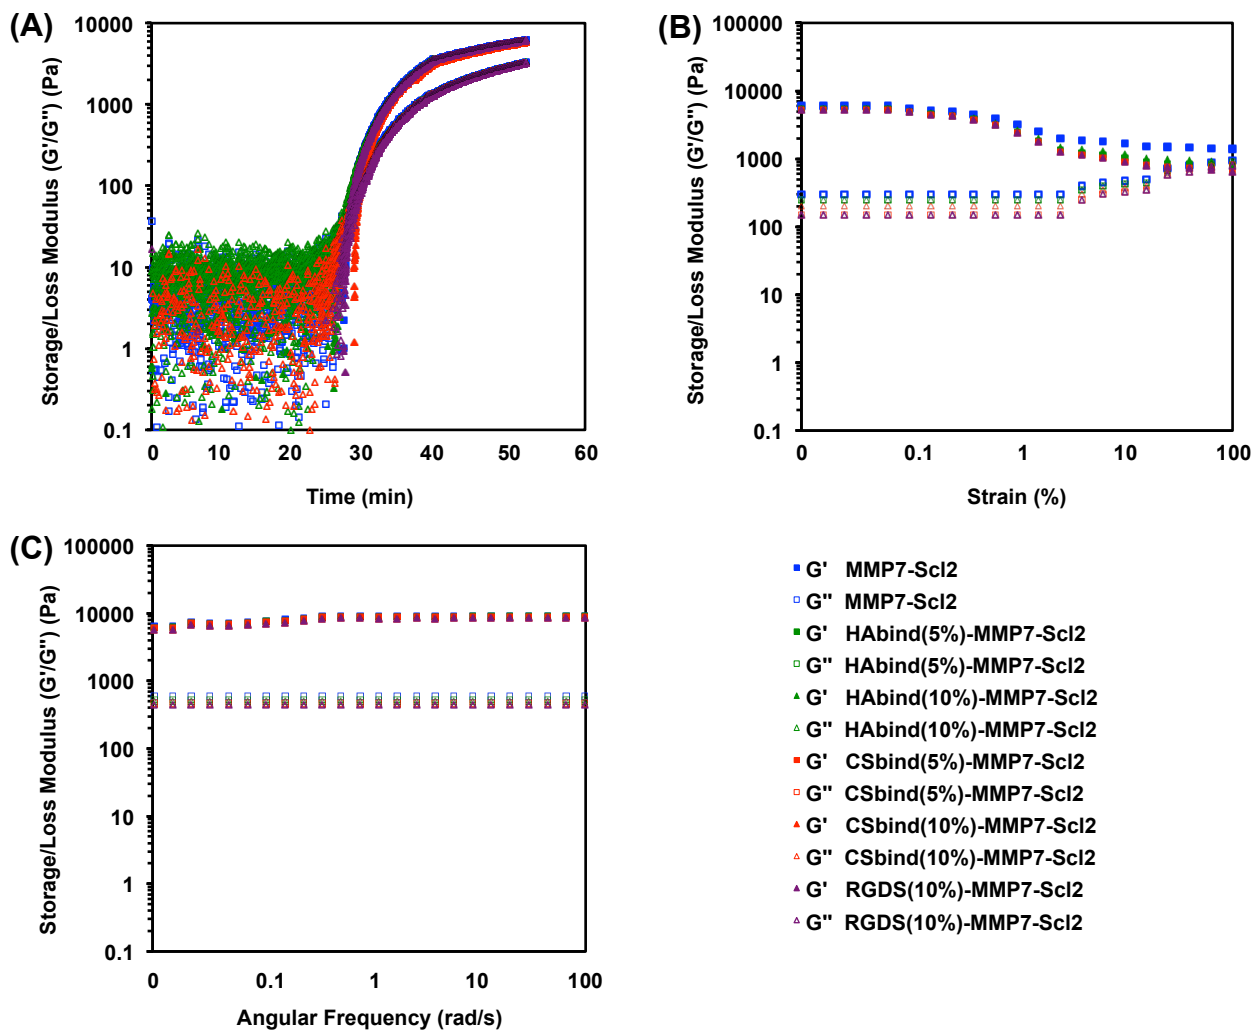 (A)
Storage/Loss Modulus (G'/G'') (Pa)
10000
1000
100
10
1
0.1
0 10 20 30 40 50 60
Time (min)
(B)
Storage/Loss Modulus (G'/G'') (Pa)
100000
10000
1000
100
10
1
0.1
0 0.1 1 10 100
Strain (%)
(C)
Storage/Loss Modulus (G'/G'') (Pa)
100000
10000
1000
100
10
1
0.1
0 0.1 1 10 100
Angular Frequency (rad/s)
G' MMP7-Scl2
G'' MMP7-Scl2
G' HAbind(5%)-MMP7-Scl2
G'' HAbind(5%)-MMP7-Scl2
G' HAbind(10%)-MMP7-Scl2
G'' HAbind(10%)-MMP7-Scl2
G' CSbind(5%)-MMP7-Scl2
G'' CSbind(5%)-MMP7-Scl2
G' CSbind(10%)-MMP7-Scl2
G'' CSbind(10%)-MMP7-Scl2
G' RGDS(10%)-MMP7-Scl2
G'' RGDS(10%)-MMP7-Scl2